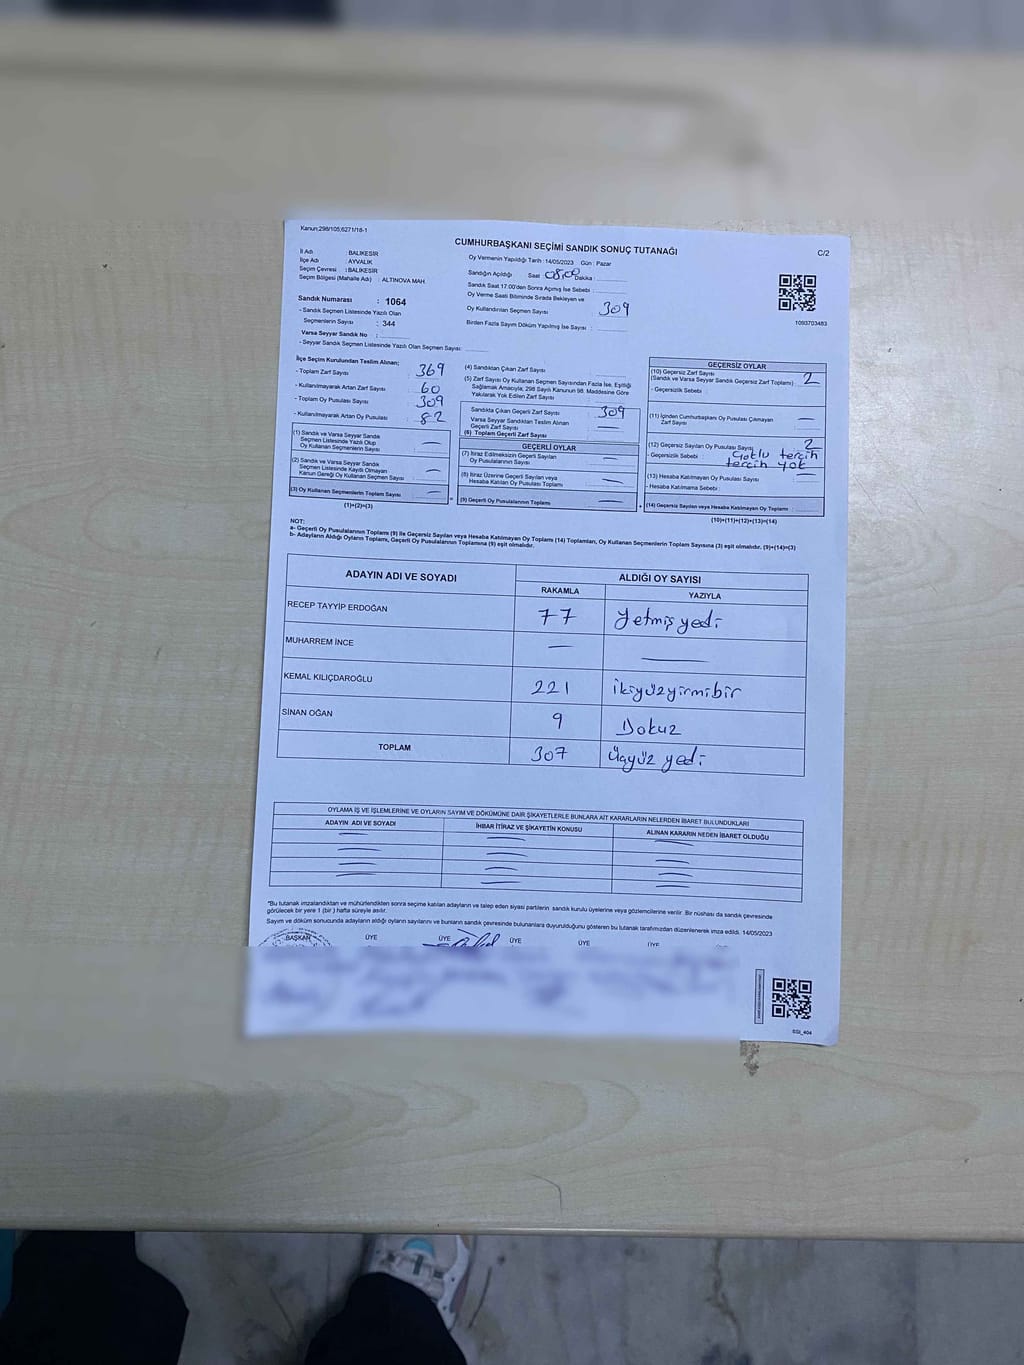 Kanun;298/105;6271/16-1
CUMHURBAŞKANI SEÇİMİ SANDIK SONUÇ TUTANAĞI
C/2
İl Adı : BALIKESİR
İlçe Adı : AYVALIK
Seçim Çevresi : BALIKESİR
Seçim Bölgesi (Mahalle Adı) : ALTINOVA MAH.
Oy Vermenin Yapıldığı Tarih : 14/05/2023 Gün : Pazar
Sandığın Açıldığı Saat : 08:00 Dakika :
Sandık Saat 17:00'den Sonra Açılmış İse Sebebi :
Oy Verme Saati Bitiminde Sırada Bekleyen ve
Oy Kullandırılan Seçmen Sayısı : 309
Birden Fazla Sayım Döküm Yapılmış İse Sayısı :
1093703483
Sandık Numarası : 1064
- Sandık Seçmen Listesinde Yazılı Olan
Seçmenlerin Sayısı : 344
Varsa Seyyar Sandık No :
- Seyyar Sandık Seçmen Listesinde Yazılı Olan Seçmen Sayısı:
İlçe Seçim Kurulundan Teslim Alınan;
- Toplam Zarf Sayısı : 369
- Kullanılmayarak Artan Zarf Sayısı : 60
- Toplam Oy Pusulası Sayısı : 309
- Kullanılmayarak Artan Oy Pusulası : 82
(1) Sandık ve Varsa Seyyar Sandık
Seçmen Listesinde Yazılı Olup
Oy Kullanan Seçmenlerin Sayısı : —
(2) Sandık ve Varsa Seyyar Sandık
Seçmen Listesinde Kayıtlı Olmayan
Kanun Gereği Oy Kullanan Seçmen Sayısı : —
(3) Oy Kullanan Seçmenlerin Toplam Sayısı : —
(1)+(2)=(3)
(4) Sandıktan Çıkan Zarf Sayısı :
(5) Zarf Sayısı Oy Kullanan Seçmen Sayısından Fazla İse, Eşitliği
Sağlamak Amacıyla; 298 Sayılı Kanunun 98. Maddesine Göre
Yakılarak Yok Edilen Zarf Sayısı
Sandıkta Çıkan Geçerli Zarf Sayısı : 309
Varsa Seyyar Sandıktan Teslim Alınan
Geçerli Zarf Sayısı : —
(6) Toplam Geçerli Zarf Sayısı
GEÇERLİ OYLAR
(7) İtiraz Edilmeksizin Geçerli Sayılan
Oy Pusulalarının Sayısı : —
(8) İtiraz Üzerine Geçerli Sayılan veya
Hesaba Katılan Oy Pusulası Toplamı : —
(9) Geçerli Oy Pusulalarının Toplamı : —
GEÇERSİZ OYLAR
(10) Geçersiz Zarf Sayısı
(Sandık ve Varsa Seyyar Sandık Geçersiz Zarf Toplamı) : 2
- Geçersizlik Sebebi :
(11) İçinden Cumhurbaşkanı Oy Pusulası Çıkmayan
Zarf Sayısı : —
(12) Geçersiz Sayılan Oy Pusulası Sayısı : 2
- Geçersizlik Sebebi : Çoklu tercih
tercih yok
(13) Hesaba Katılmayan Oy Pusulası Sayısı : —
- Hesaba Katılmama Sebebi :
(14) Geçersiz Sayılan veya Hesaba Katılmayan Oy Toplamı :
(10)+(11)+(12)+(13)=(14)
NOT:
a- Geçerli Oy Pusulalarının Toplamı (9) ile Geçersiz Sayılan veya Hesaba Katılmayan Oy Toplamı (14) Toplamları, Oy Kullanan Seçmenlerin Toplam Sayısına (3) eşit olmalıdır. (9)+(14)=(3)
b- Adayların Aldığı Oyların Toplamı, Geçerli Oy Pusulalarının Toplamına (9) eşit olmalıdır.
ADAYIN ADI VE SOYADI
ALDIĞI OY SAYISI
RAKAMLA YAZIYLA
RECEP TAYYİP ERDOĞAN 77 Yetmiş yedi
MUHARREM İNCE — —
KEMAL KILIÇDAROĞLU 221 İkiyüzyirmibir
SİNAN OĞAN 9 Dokuz
TOPLAM 307 Üçyüz yedi
OYLAMA İŞ VE İŞLEMLERİNE VE OYLARIN SAYIM VE DÖKÜMÜNE DAİR ŞİKAYETLERLE BUNLARA AİT KARARLARIN NELERDEN İBARET BULUNDUKLARI
ADAYIN ADI VE SOYADI İHBAR İTİRAZ VE ŞİKAYETİN KONUSU ALINAN KARARIN NEDEN İBARET OLDUĞU
*Bu tutanak imzalandıktan ve mühürlendikten sonra seçime katılan adayların ve talep eden siyasi partilerin sandık kurulu üyelerine veya gözlemcilerine verilir. Bir nüshası da sandık çevresinde
görülecek bir yere 1 (bir) hafta süreyle asılır.
Sayım ve döküm sonucunda adayların aldığı oyların sayılarını ve bunların sandık çevresinde bulunanlara duyurulduğunu gösteren bu tutanak tarafımızdan düzenlenerek imza edildi. 14/05/2023
BAŞKAN ÜYE ÜYE ÜYE ÜYE ÜYE
SSI_404